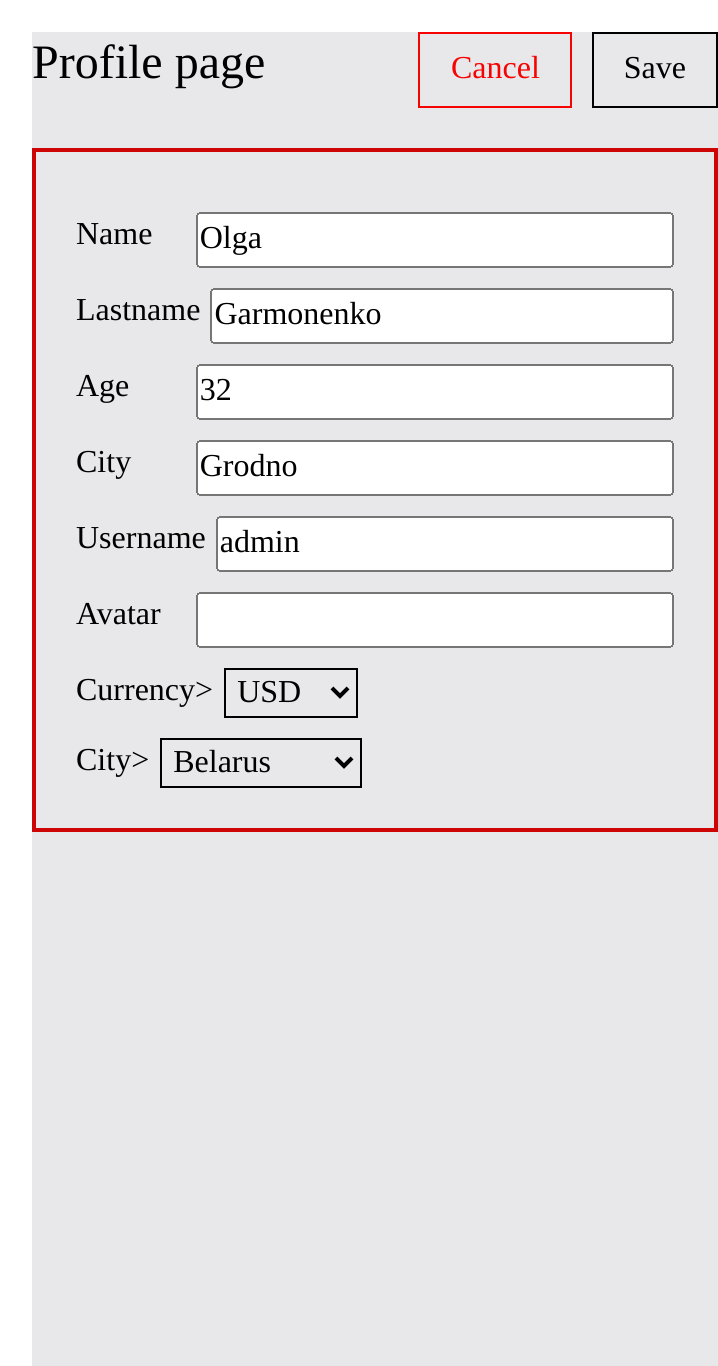 Profile page Cancel Save
Name Olga
Lastname Garmonenko
Age 32
City Grodno
Username admin
Avatar
Currency> USD
City> Belarus